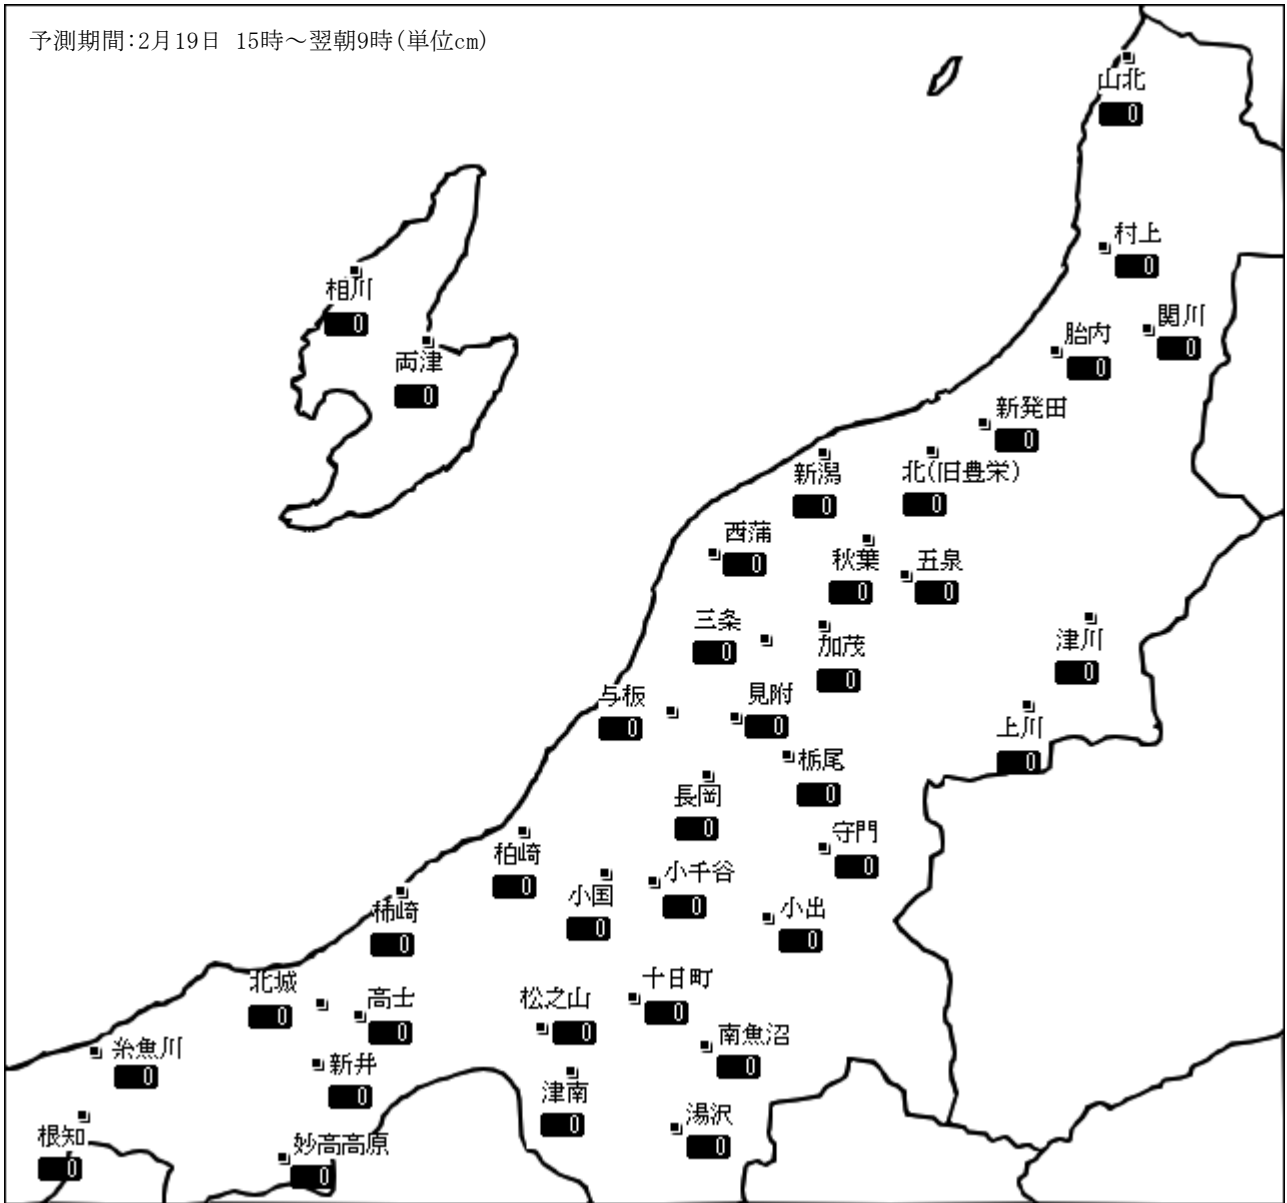 予測期間:2月19日 15時～翌朝9時(単位cm)
山北
0
村上
0
相川
0
関川
0
胎内
0
両津
0
新発田
0
新潟
0
北(旧豊栄)
0
西蒲
0
秋葉
0
五泉
0
三条
0
加茂
0
津川
0
与板
0
見附
0
上川
0
栃尾
0
長岡
0
守門
0
柏崎
0
小千谷
0
小国
0
小出
0
柿崎
0
北城
0
高士
0
松之山
0
十日町
0
南魚沼
0
糸魚川
0
新井
0
津南
0
湯沢
0
根知
0
妙高高原
0